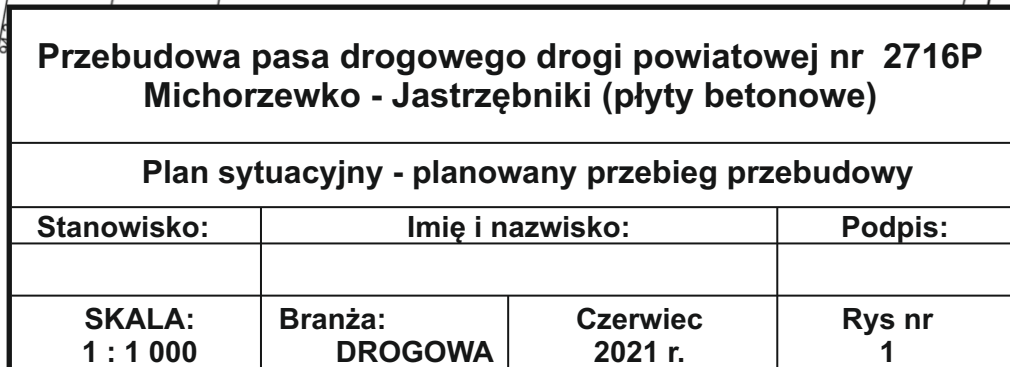 Przebudowa pasa drogowego drogi powiatowej nr 2716P
Michorzewko - Jastrzębniki (płyty betonowe)
Plan sytuacyjny - planowany przebieg przebudowy
Stanowisko: Imię i nazwisko: Podpis:
SKALA: Branża: Czerwiec Rys nr
1 : 1 000 DROGOWA 2021 r. 1